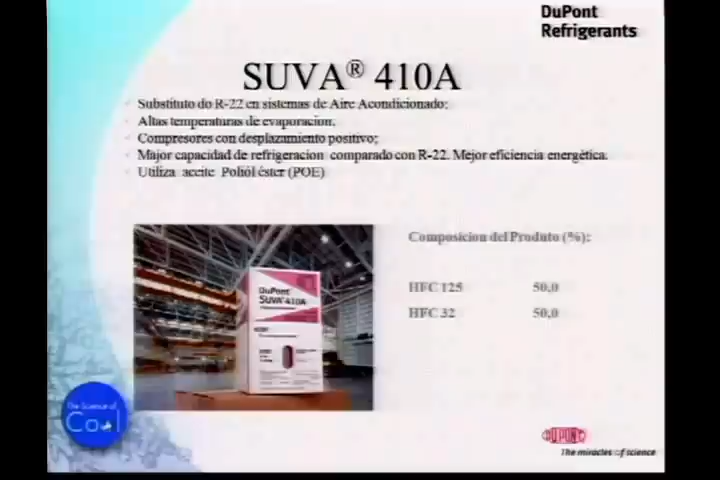 DuPont
Refrigerants
SUVA® 410A
Substituto do R-22 en sistemas de Aire Acondicionado;
Altas temperaturas de evaporacion;
Compresores con desplazamiento positivo;
Major capacidad de refrigeracion comparado con R-22. Mejor eficiencia energética.
Utiliza aceite Poliól éster (POE)
Composicion del Produto (%):
HFC 125 50,0
HFC 32 50,0
DuPont
SUVA 410A
The Science of
Cool
DUPONT
The miracles of science